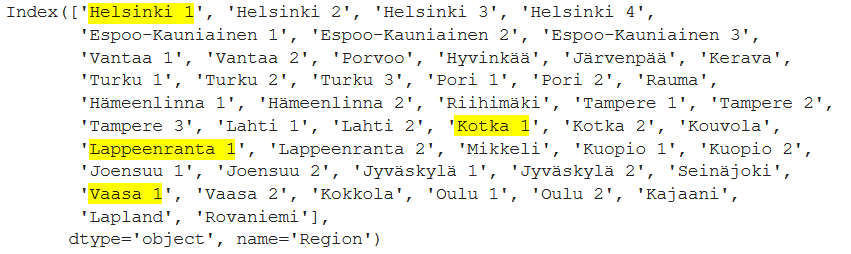 Index(['Helsinki 1', 'Helsinki 2', 'Helsinki 3', 'Helsinki 4',
'Espoo-Kauniainen 1', 'Espoo-Kauniainen 2', 'Espoo-Kauniainen 3',
'Vantaa 1', 'Vantaa 2', 'Porvoo', 'Hyvinkää', 'Järvenpää', 'Kerava',
'Turku 1', 'Turku 2', 'Turku 3', 'Pori 1', 'Pori 2', 'Rauma',
'Hämeenlinna 1', 'Hämeenlinna 2', 'Riihimäki', 'Tampere 1', 'Tampere 2',
'Tampere 3', 'Lahti 1', 'Lahti 2', 'Kotka 1', 'Kotka 2', 'Kouvola',
'Lappeenranta 1', 'Lappeenranta 2', 'Mikkeli', 'Kuopio 1', 'Kuopio 2',
'Joensuu 1', 'Joensuu 2', 'Jyväskylä 1', 'Jyväskylä 2', 'Seinäjoki',
'Vaasa 1', 'Vaasa 2', 'Kokkola', 'Oulu 1', 'Oulu 2', 'Kajaani',
'Lapland', 'Rovaniemi'],
dtype='object', name='Region')